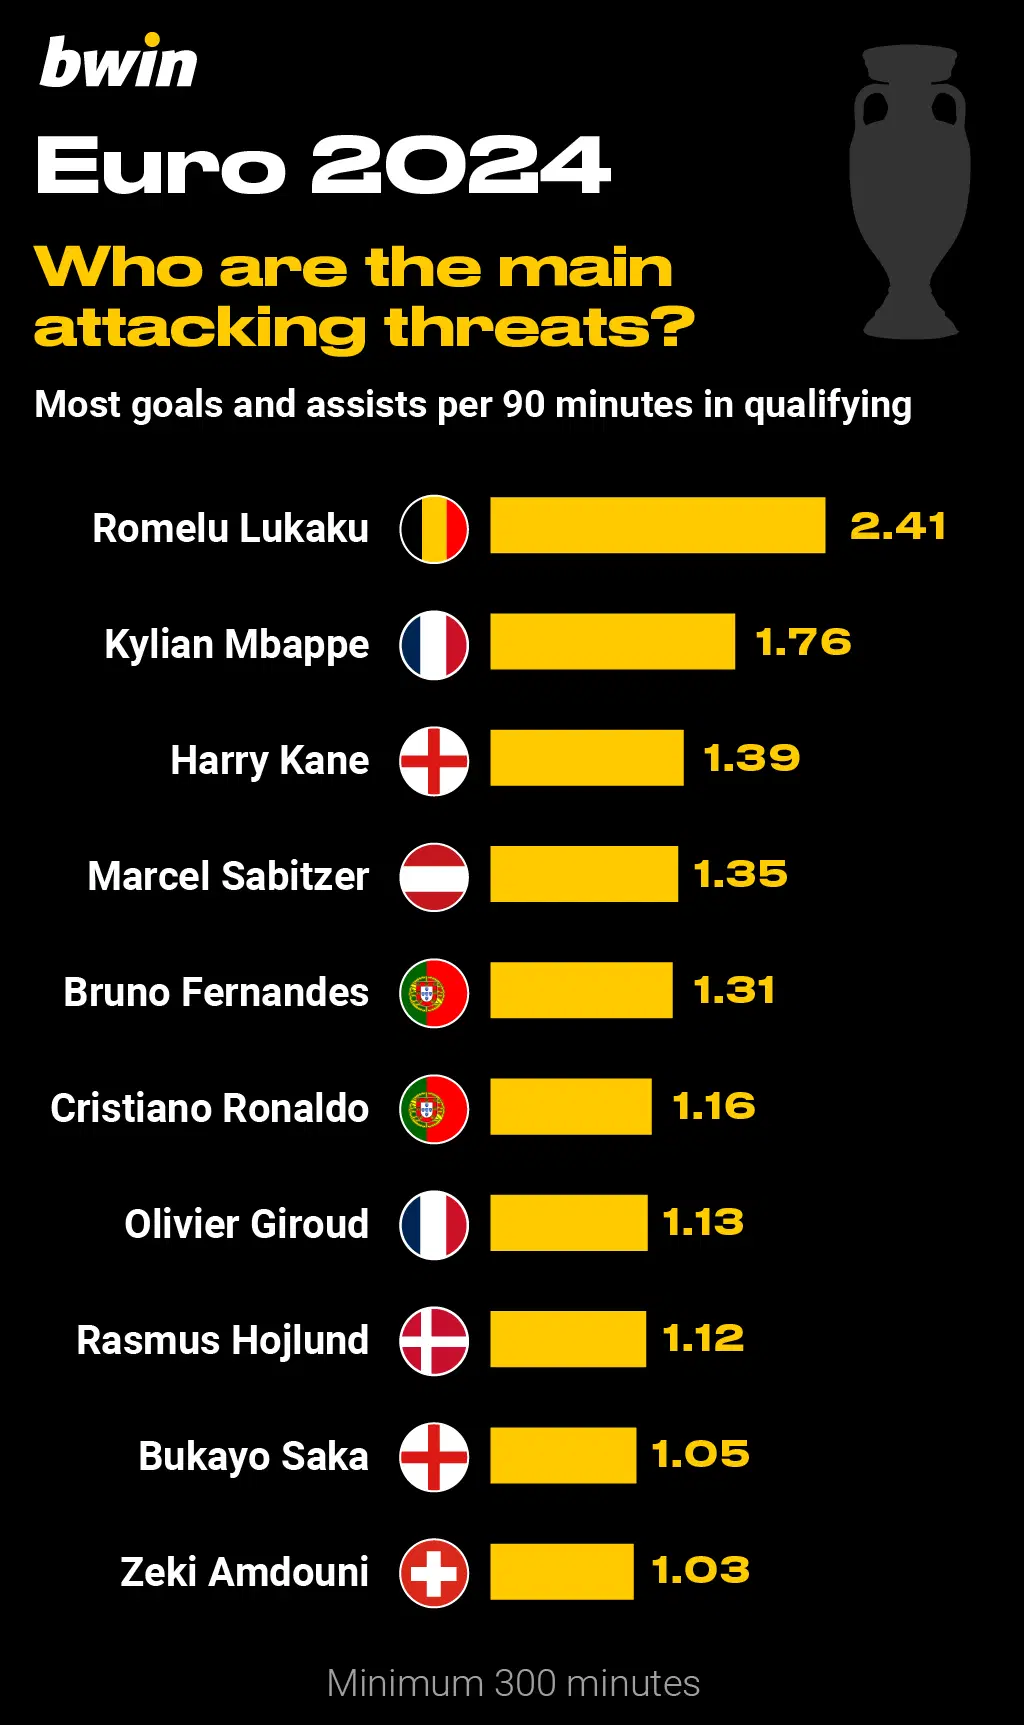 bwin
Euro 2024
Who are the main
attacking threats?
Most goals and assists per 90 minutes in qualifying
Romelu Lukaku 2.41
Kylian Mbappe 1.76
Harry Kane 1.39
Marcel Sabitzer 1.35
Bruno Fernandes 1.31
Cristiano Ronaldo 1.16
Olivier Giroud 1.13
Rasmus Hojlund 1.12
Bukayo Saka 1.05
Zeki Amdouni 1.03
Minimum 300 minutes